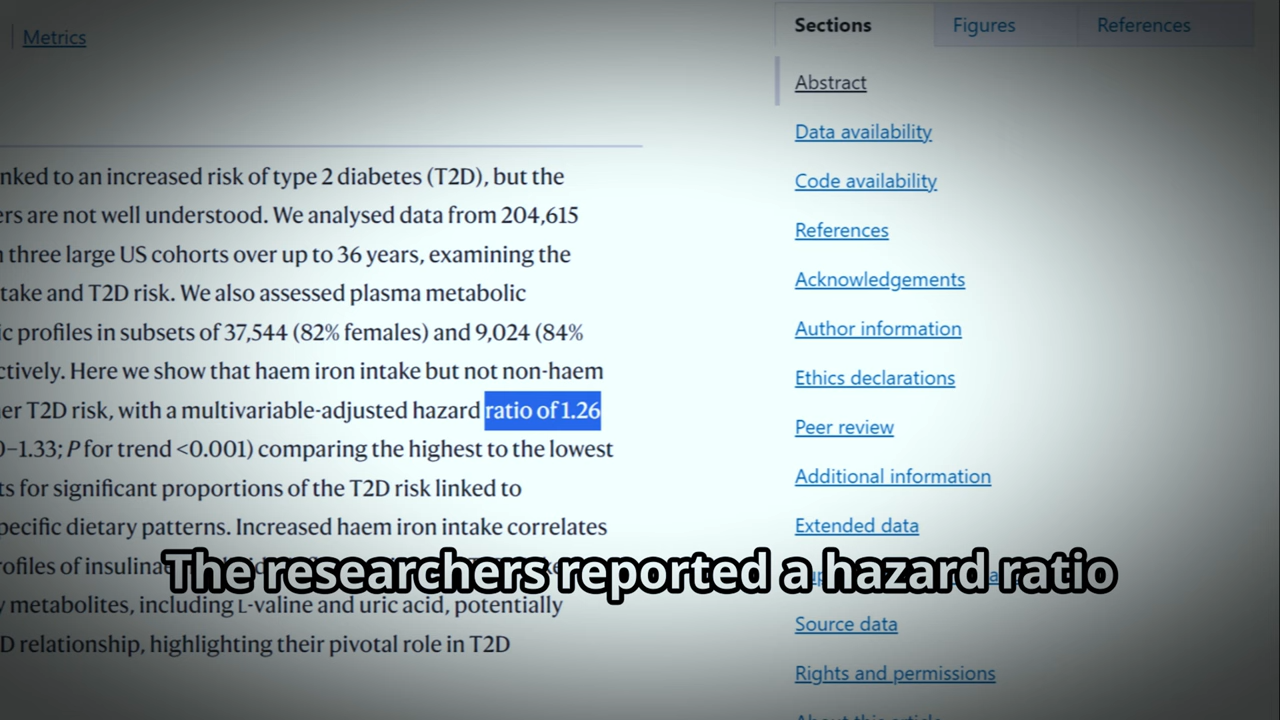 Metrics
nked to an increased risk of type 2 diabetes (T2D), but the
ers are not well understood. We analysed data from 204,615
n three large US cohorts over up to 36 years, examining the
take and T2D risk. We also assessed plasma metabolic
ic profiles in subsets of 37,544 (82% females) and 9,024 (84%
ctively. Here we show that haem iron intake but not non-haem
er T2D risk, with a multivariable-adjusted hazard ratio of 1.26
0–1.33; P for trend <0.001) comparing the highest to the lowest
ts for significant proportions of the T2D risk linked to
pecific dietary patterns. Increased haem iron intake correlates
rofiles of insulinae
y metabolites, including L-valine and uric acid, potentially
D relationship, highlighting their pivotal role in T2D
Sections
Figures
References
Abstract
Data availability
Code availability
References
Acknowledgements
Author information
Ethics declarations
Peer review
Additional information
Extended data
Source data
Rights and permissions
About this article
The researchers reported a hazard ratio